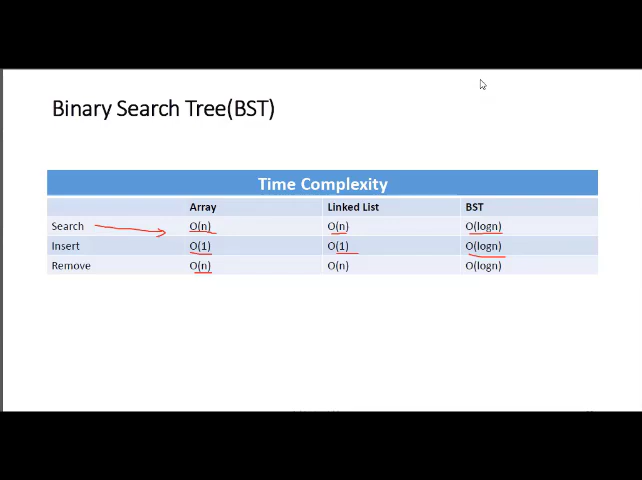 Binary Search Tree(BST)
Time Complexity
Array Linked List BST
Search O(n) O(n) O(logn)
Insert O(1) O(1) O(logn)
Remove O(n) O(n) O(logn)